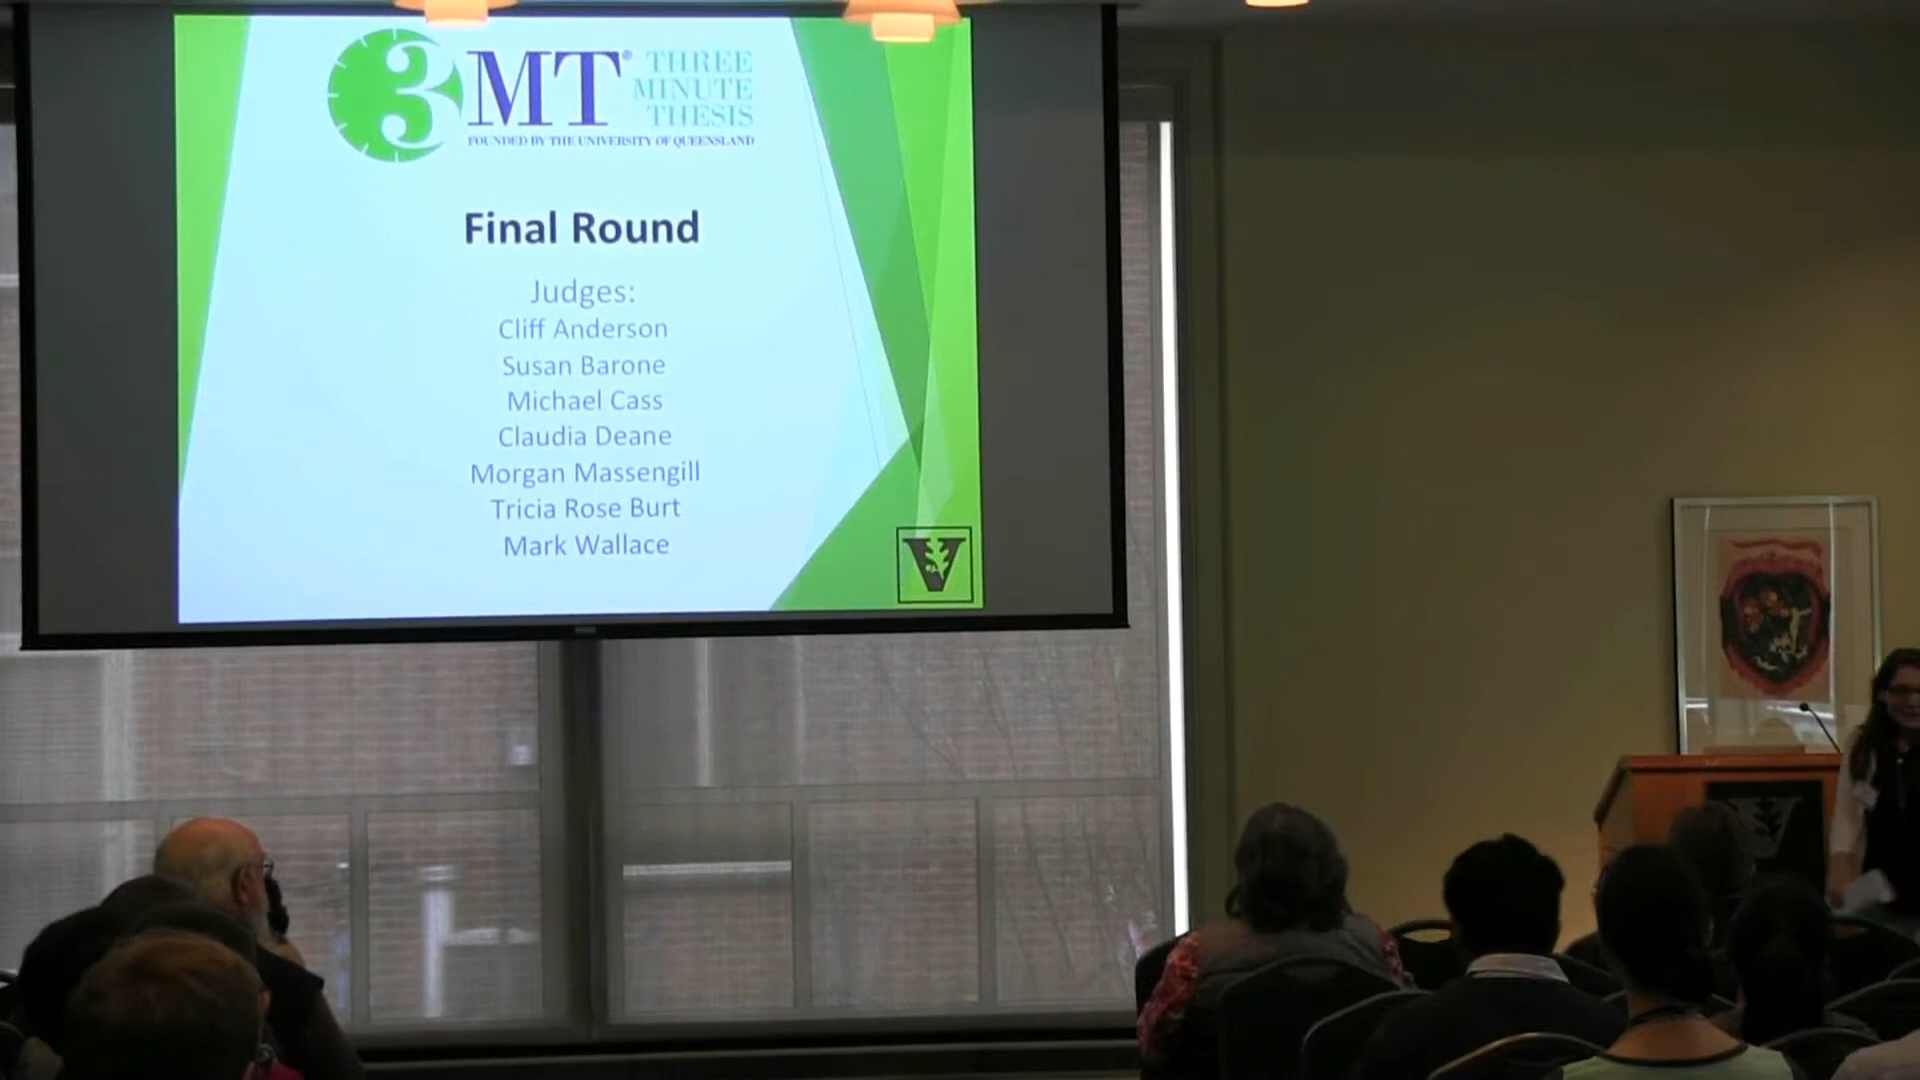 3MT® THREE
MINUTE
THESIS
FOUNDED BY THE UNIVERSITY OF QUEENSLAND
Final Round
Judges:
Cliff Anderson
Susan Barone
Michael Cass
Claudia Deane
Morgan Massengill
Tricia Rose Burt
Mark Wallace
V